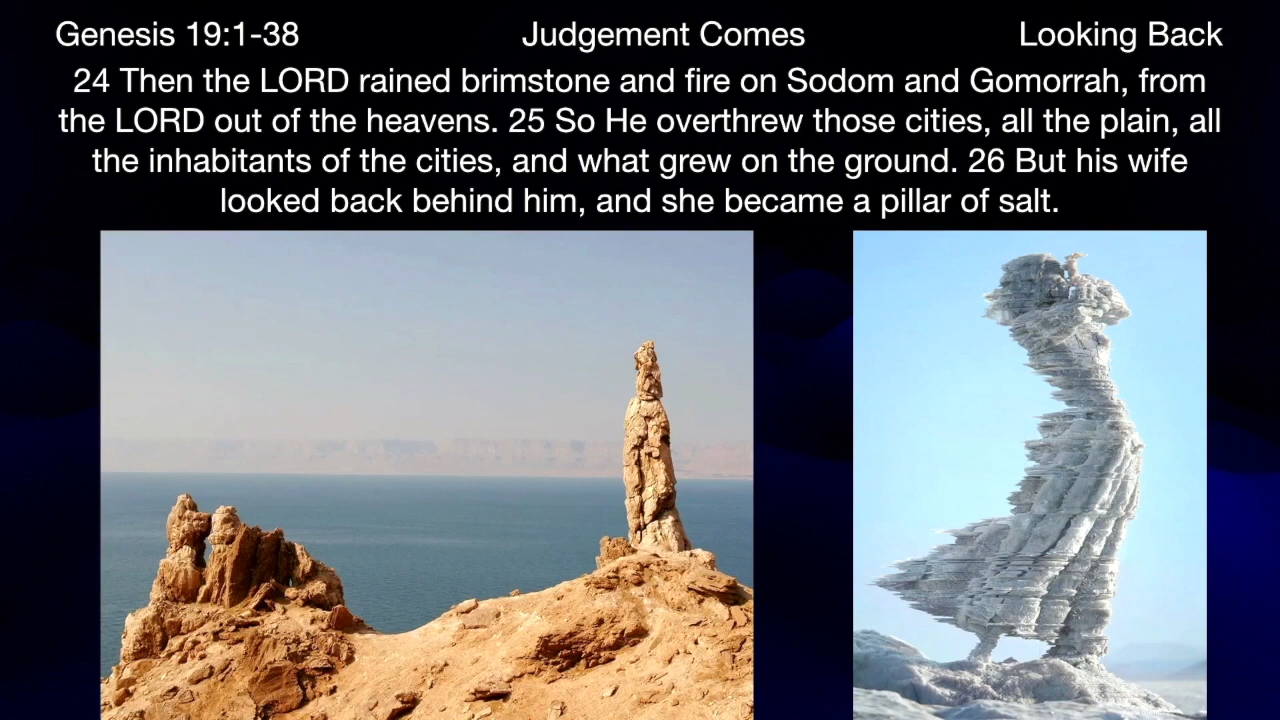 Genesis 19:1-38
Judgement Comes
Looking Back
24 Then the LORD rained brimstone and fire on Sodom and Gomorrah, from
the LORD out of the heavens. 25 So He overthrew those cities, all the plain, all
the inhabitants of the cities, and what grew on the ground. 26 But his wife
looked back behind him, and she became a pillar of salt.